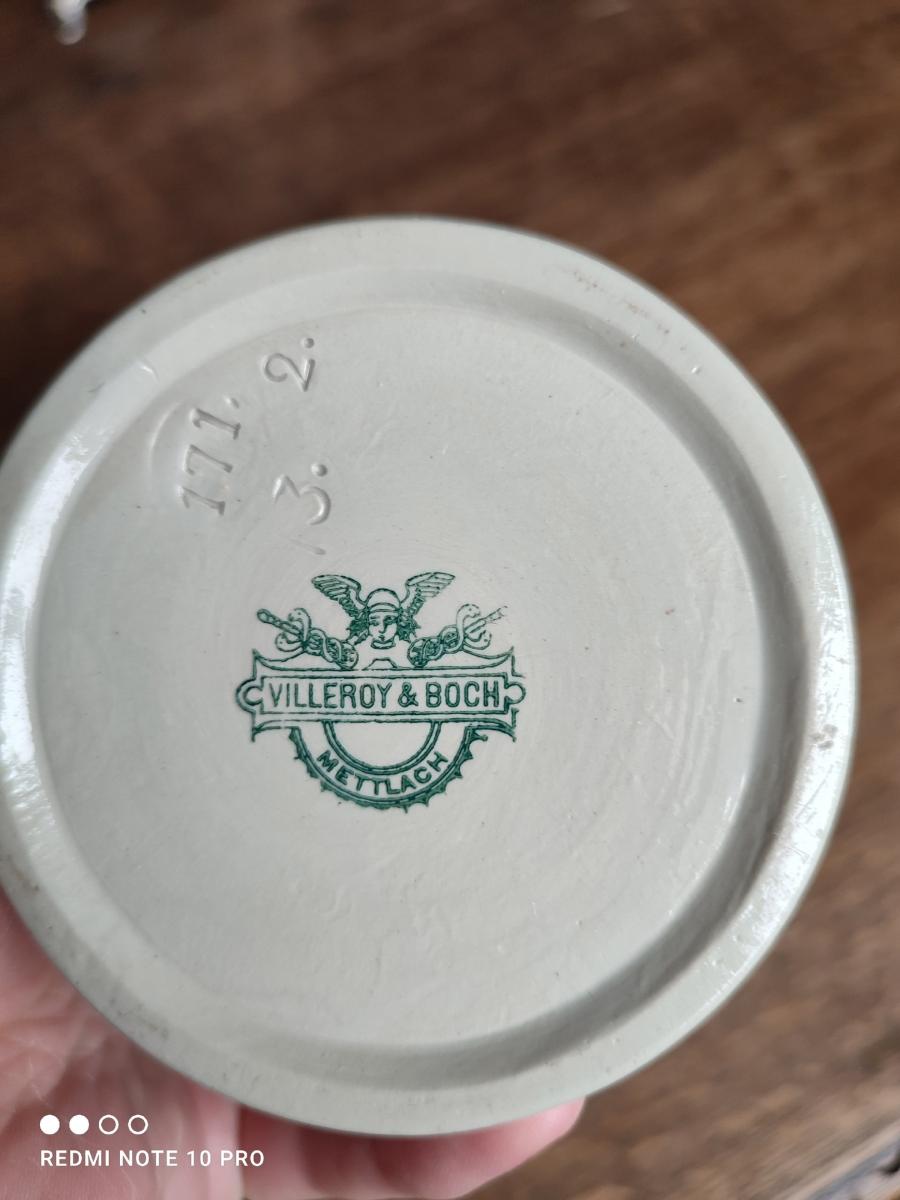 171. 2.
3.
VILLEROY & BOCH
METTLACH
REDMI NOTE 10 PRO